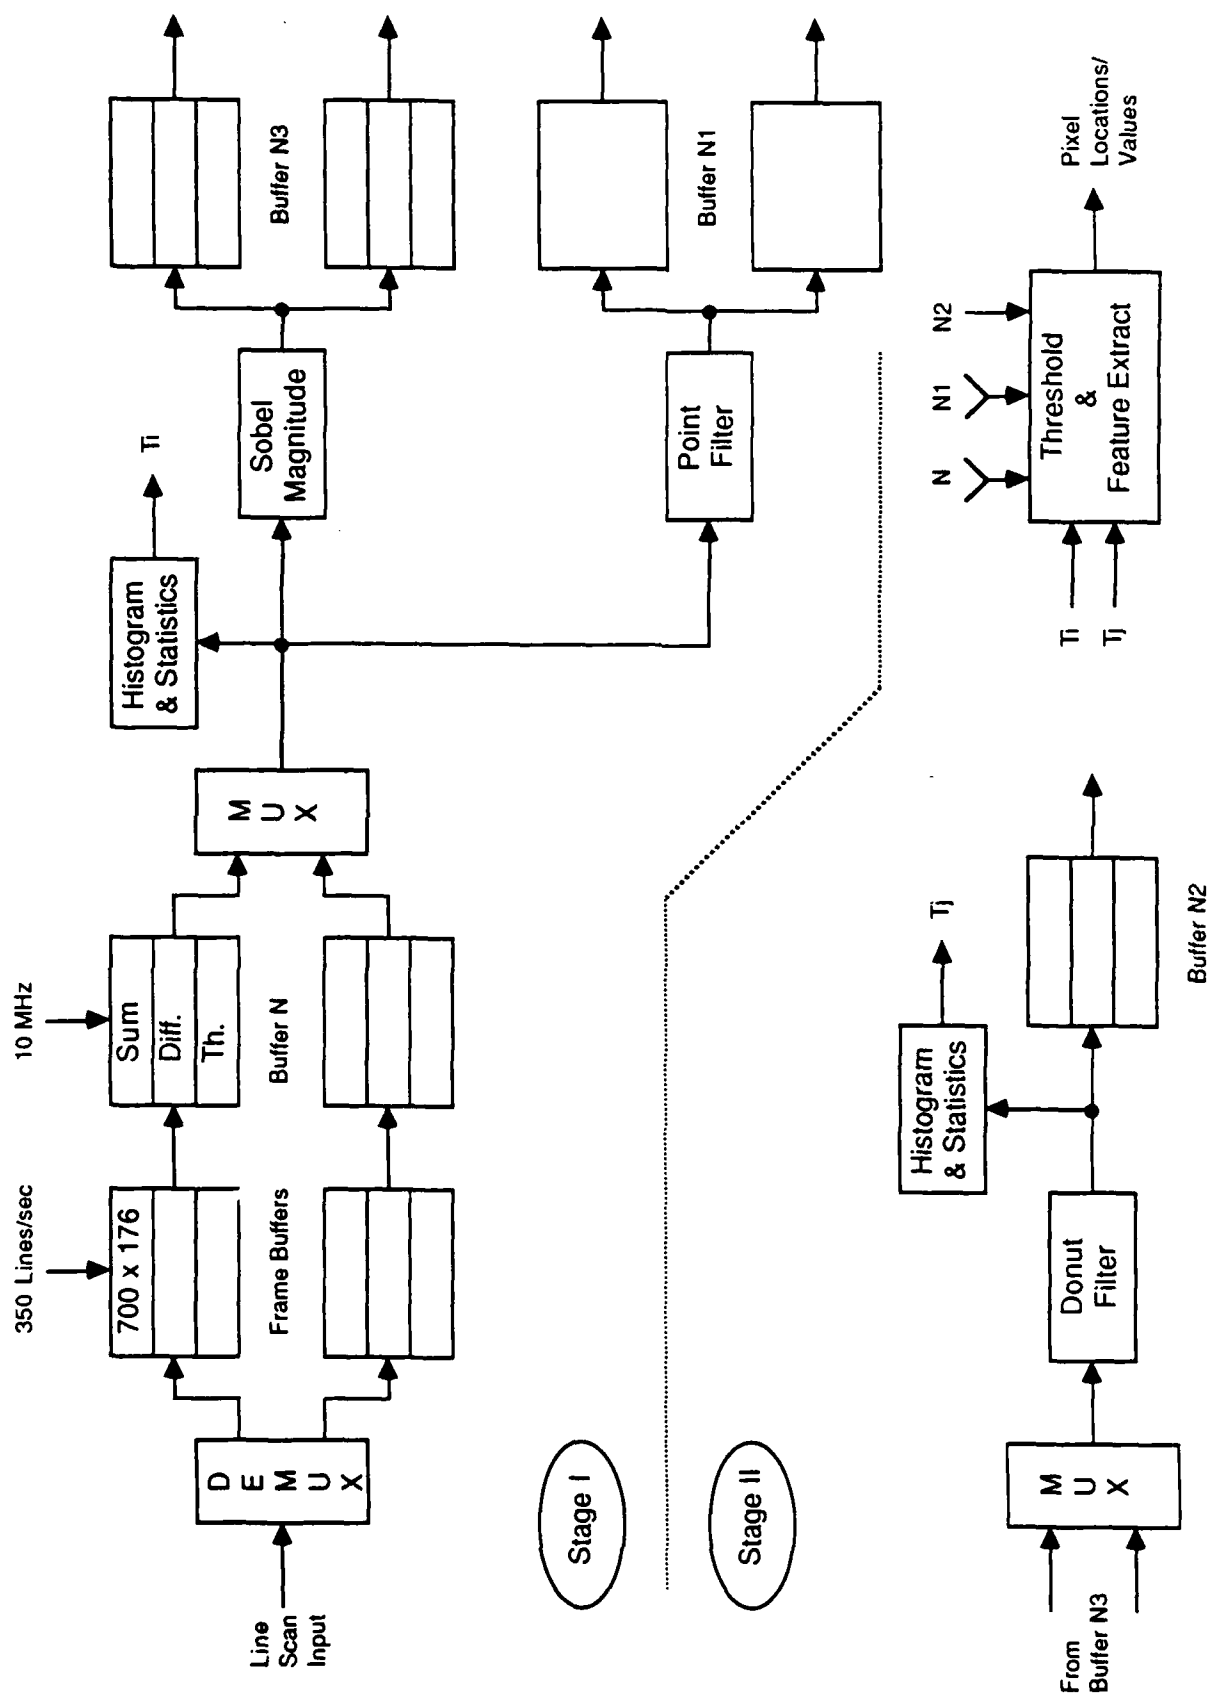 Line
Scan
Input
D
E
M
U
X
350 Lines/sec
700 x 176
Frame Buffers
10 MHz
Sum
Diff.
Th.
Buffer N
M
U
X
Histogram
& Statistics
Ti
Sobel
Magnitude
Buffer N3
Point
Filter
Buffer N1
Stage I
Stage II
From
Buffer N3
M
U
X
Donut
Filter
Histogram
& Statistics
Tj
Buffer N2
Ti
Tj
N
N1
N2
Threshold
&
Feature Extract
Pixel
Locations/
Values